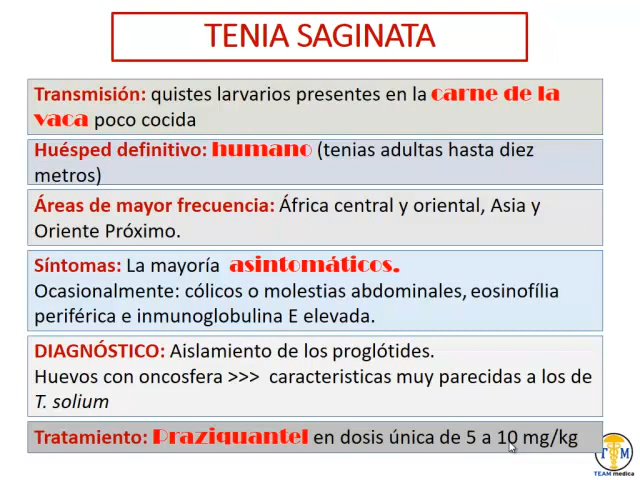 TENIA SAGINATA
Transmisión: quistes larvarios presentes en la carne de la
vaca poco cocida
Huésped definitivo: humano (tenias adultas hasta diez
metros)
Áreas de mayor frecuencia: África central y oriental, Asia y
Oriente Próximo.
Síntomas: La mayoría asintomáticos.
Ocasionalmente: cólicos o molestias abdominales, eosinofília
periférica e inmunoglobulina E elevada.
DIAGNÓSTICO: Aislamiento de los proglótides.
Huevos con oncosfera >>> caracteristicas muy parecidas a los de
T. solium
Tratamiento: Praziquantel en dosis única de 5 a 10 mg/kg
T M
TEAM medica